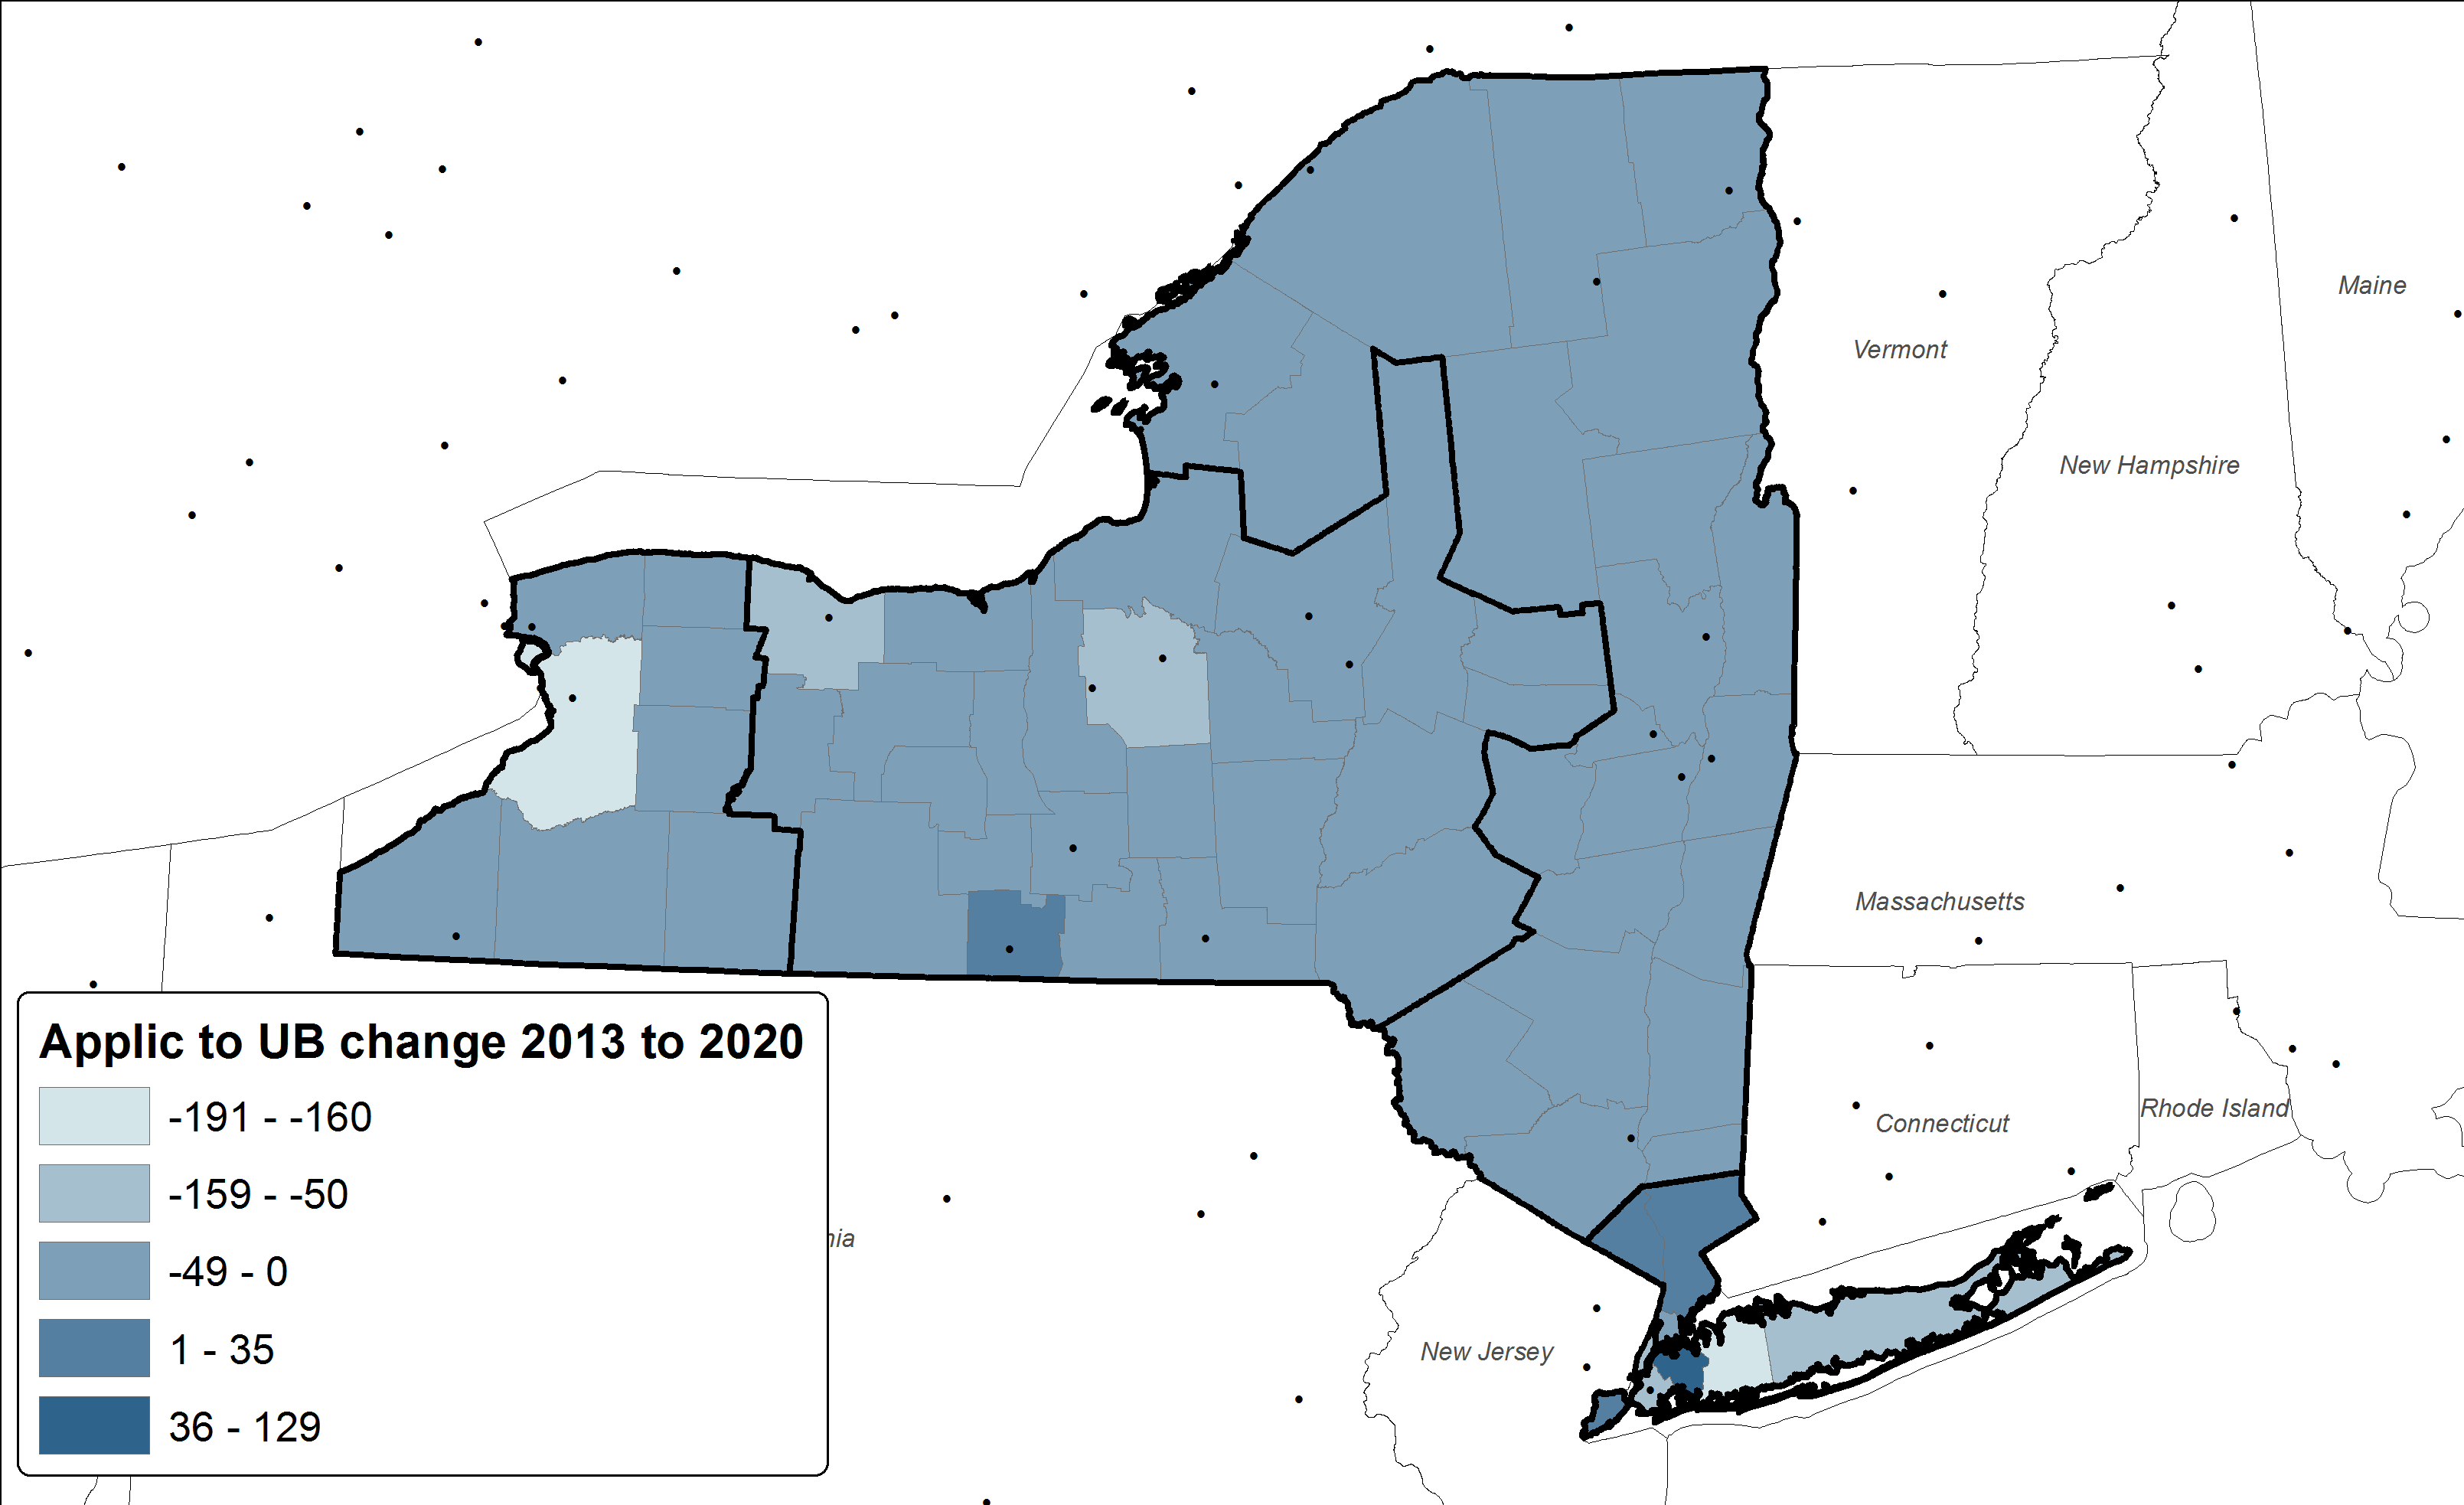 Maine
Vermont
New Hampshire
Massachusetts
Applic to UB change 2013 to 2020
-191 - -160
-159 - -50
-49 - 0
1 - 35
36 - 129
Rhode Island
Connecticut
nia
New Jersey